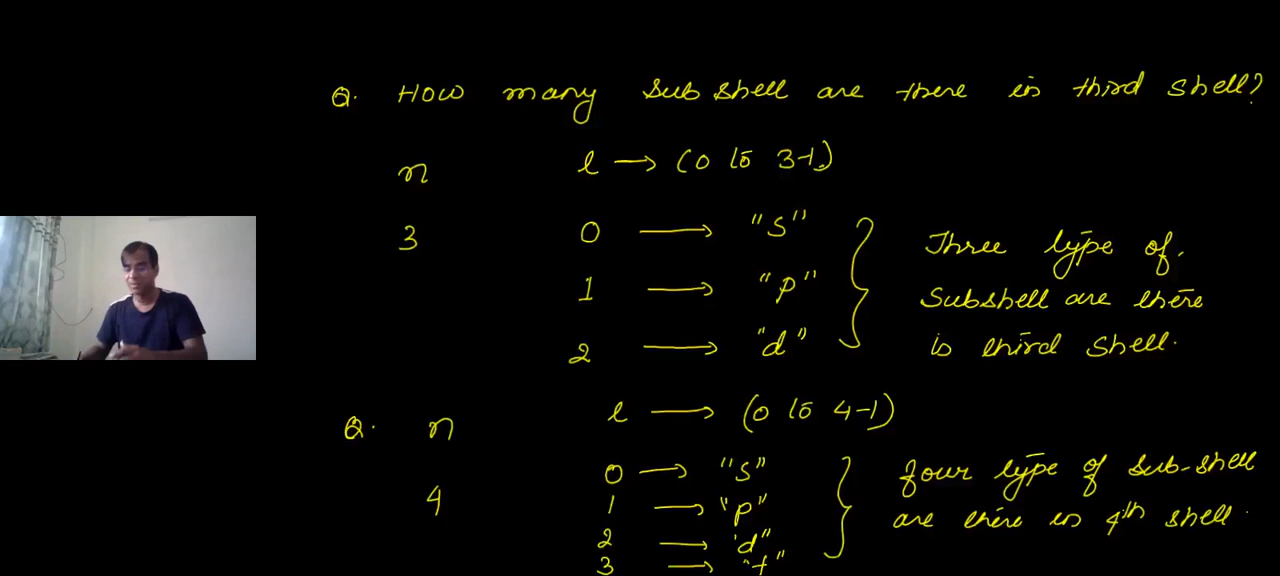 Q. How many Sub shell are there in third shell?
n l → (0 to 3-1)
3 0 → "S"
1 → "p"
2 → "d"
Three type of.
Subshell are there
is third shell.
Q. n l → (0 to 4-1)
4 0 → "S"
1 → "p"
2 → "d"
3 → "f"
four type of sub-shell
are there in 4th shell.